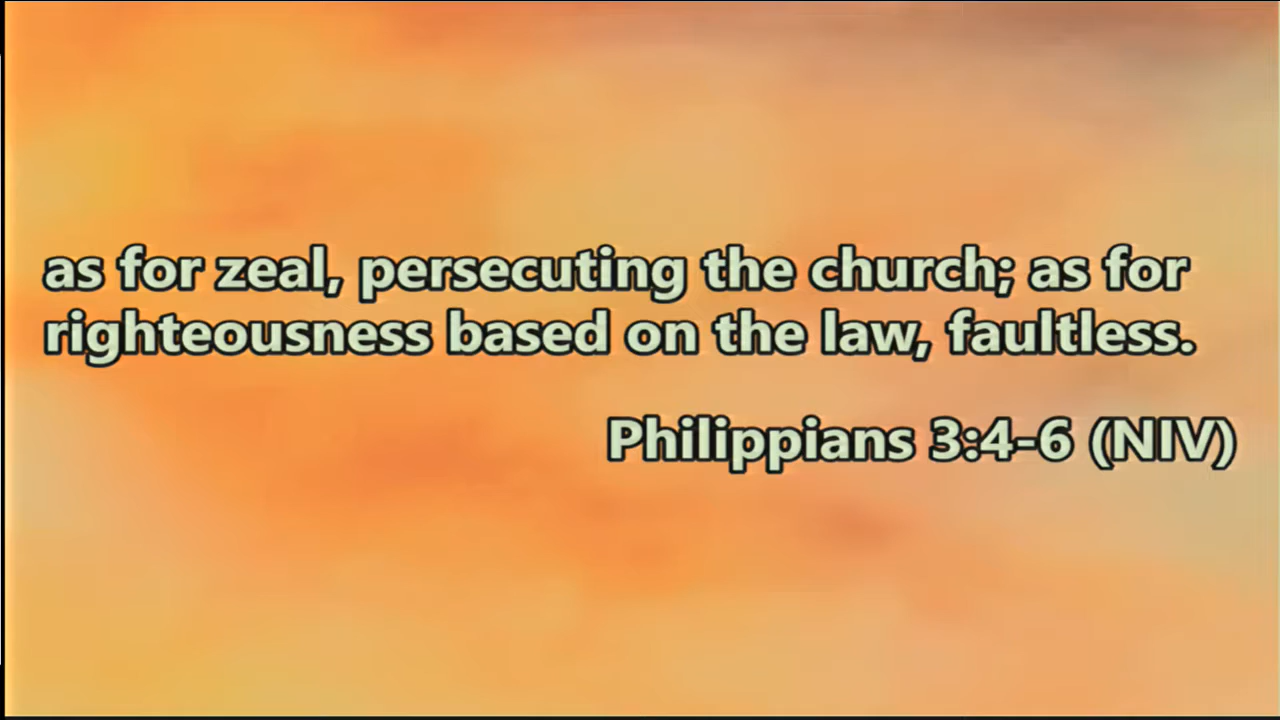 as for zeal, persecuting the church; as for
righteousness based on the law, faultless.
Philippians 3:4-6 (NIV)